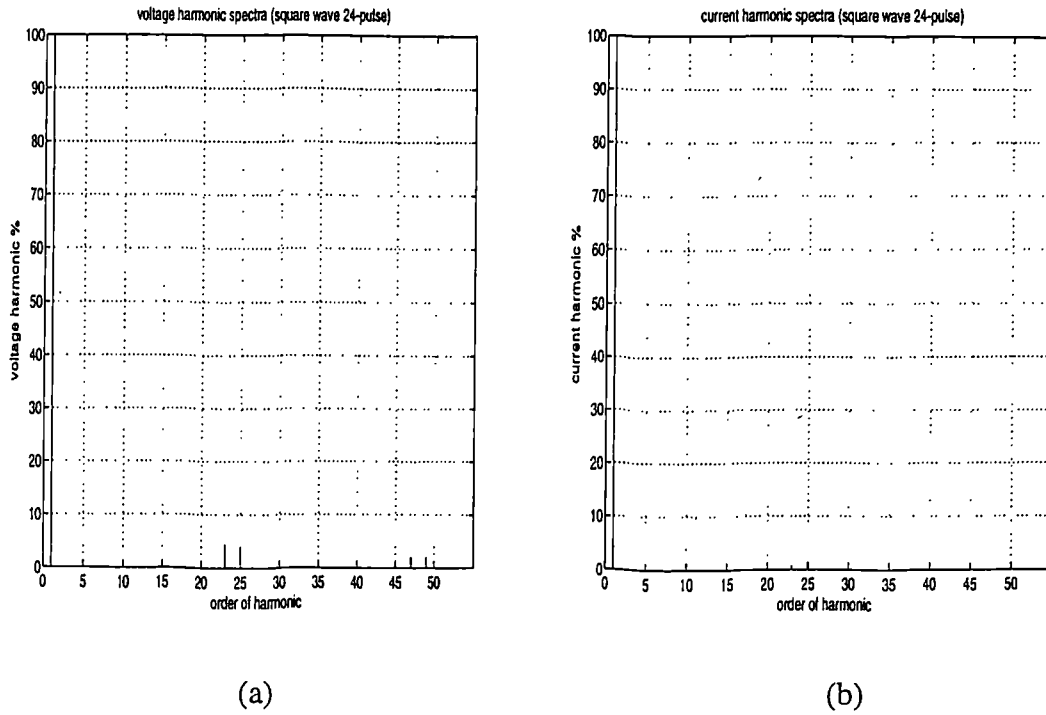 voltage harmonic spectra (square wave 24-pulse)
100
90
80
70
60
50
40
30
20
10
0
voltage harmonic %
0 5 10 15 20 25 30 35 40 45 50
order of harmonic
(a)
current harmonic spectra (square wave 24-pulse)
100
90
80
70
60
50
40
30
20
10
0
current harmonic %
0 5 10 15 20 25 30 35 40 45 50
order of harmonic
(b)